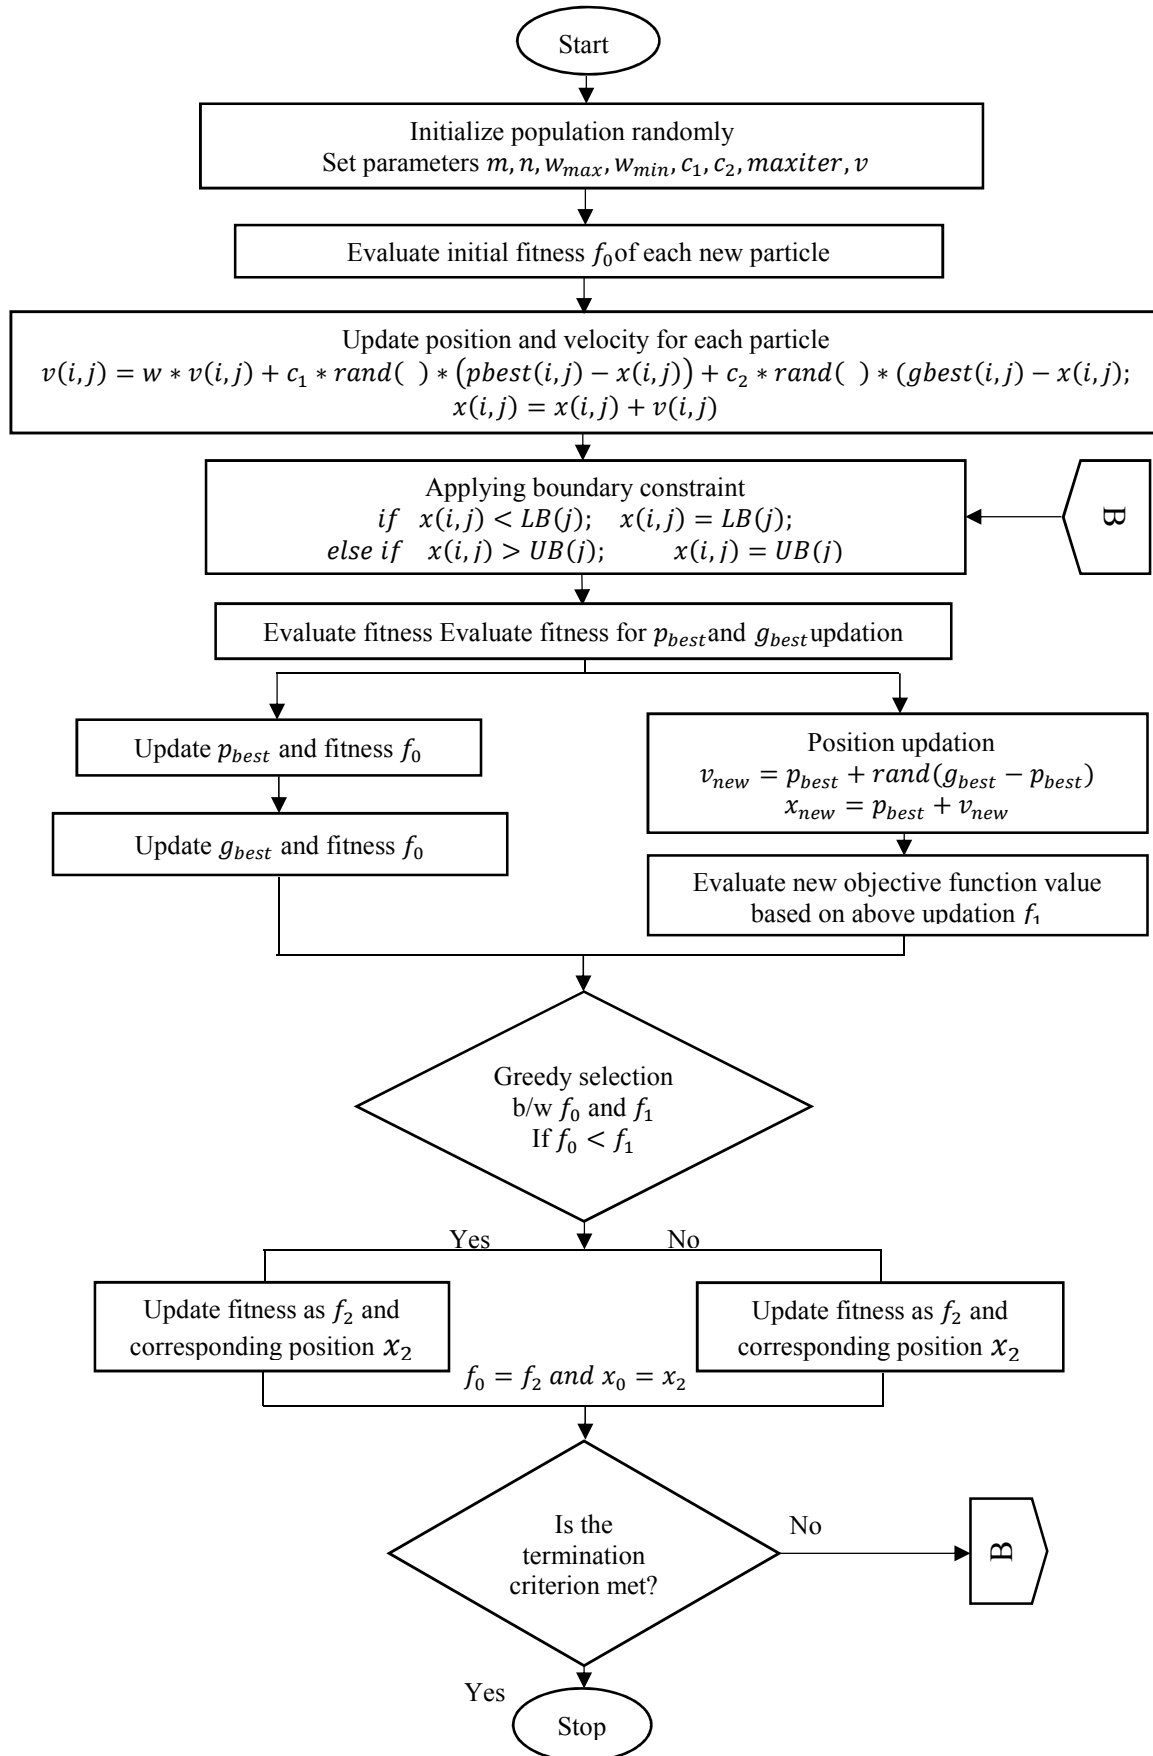 Start
Initialize population randomly
Set parameters m, n, w_max, w_min, c_1, c_2, maxiter, v
Evaluate initial fitness f_0 of each new particle
Update position and velocity for each particle
v(i, j) = w * v(i, j) + c_1 * rand( ) * (pbest(i, j) − x(i, j)) + c_2 * rand( ) * (gbest(i, j) − x(i, j);
x(i, j) = x(i, j) + v(i, j)
Applying boundary constraint
if x(i, j) < LB(j); x(i, j) = LB(j);
else if x(i, j) > UB(j); x(i, j) = UB(j)
B
Evaluate fitness Evaluate fitness for p_best and g_best updation
Update p_best and fitness f_0
Update g_best and fitness f_0
Position updation
v_new = p_best + rand(g_best − p_best)
x_new = p_best + v_new
Evaluate new objective function value
based on above updation f_1
Greedy selection
b/w f_0 and f_1
If f_0 < f_1
Yes
No
Update fitness as f_2 and
corresponding position x_2
Update fitness as f_2 and
corresponding position x_2
f_0 = f_2 and x_0 = x_2
Is the
termination
criterion met?
No
B
Yes
Stop